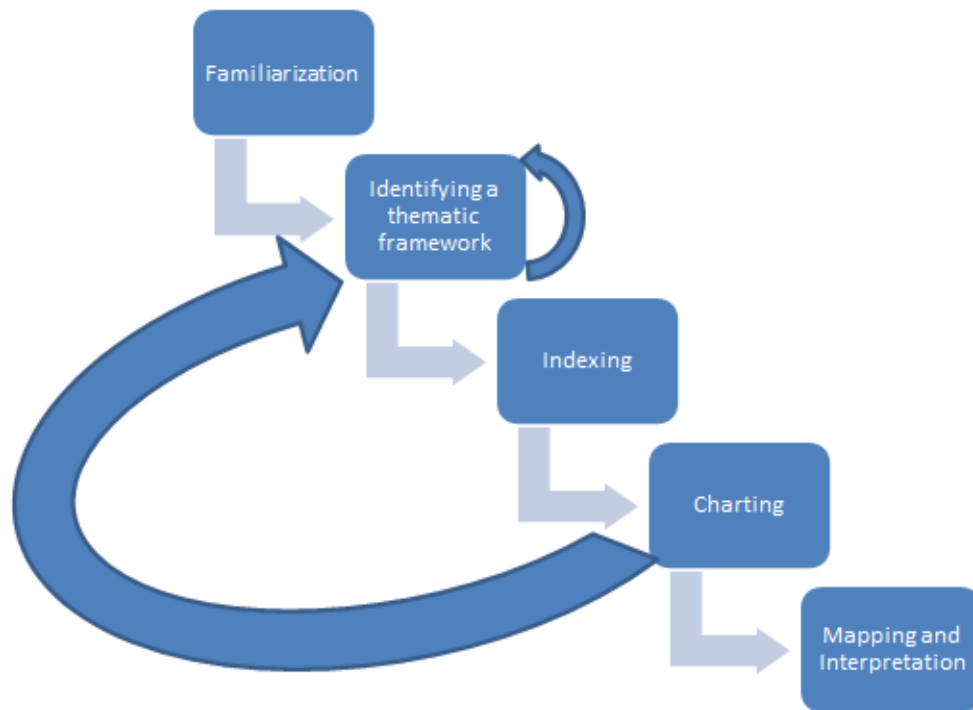 Familiarization
Identifying a
thematic
framework
Indexing
Charting
Mapping and
Interpretation